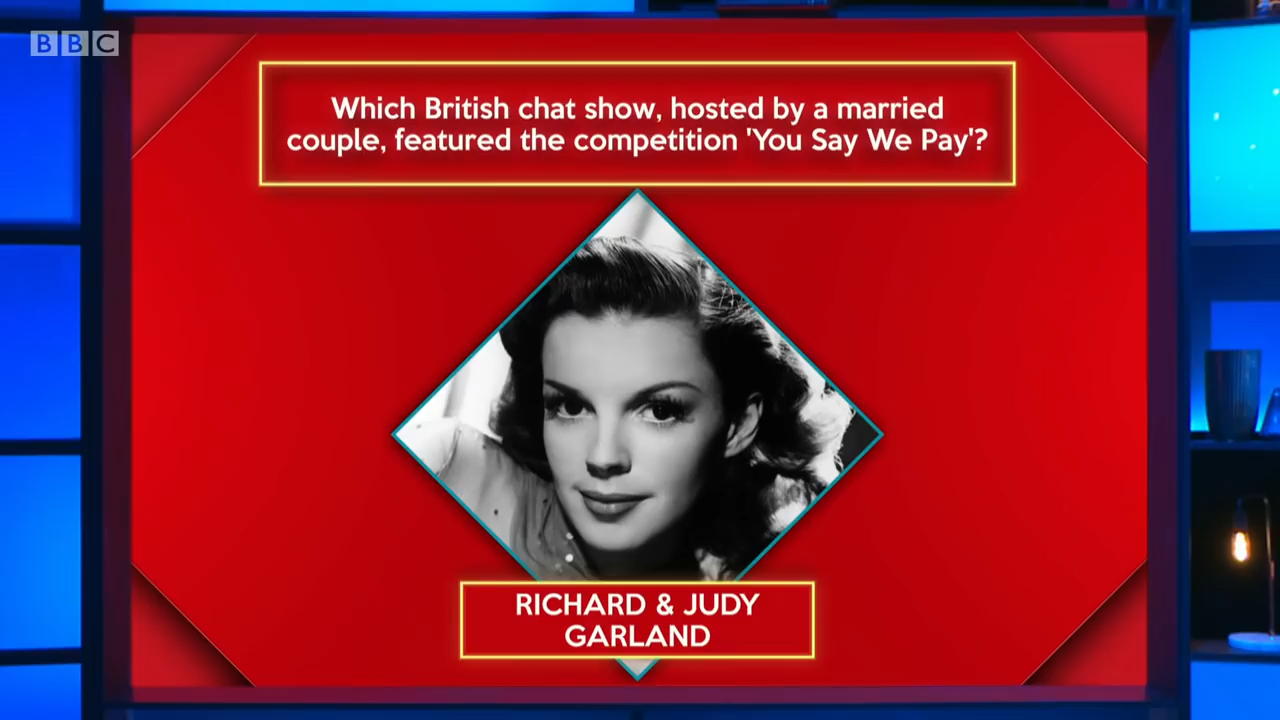 BBC
Which British chat show, hosted by a married
couple, featured the competition 'You Say We Pay'?
RICHARD & JUDY
GARLAND